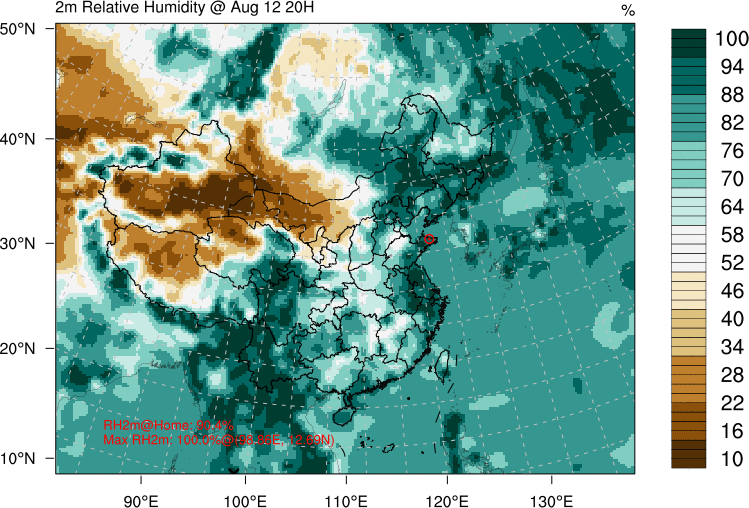 2m Relative Humidity @ Aug 12 20H
%
50°N
40°N
30°N
20°N
10°N
90°E
100°E
110°E
120°E
130°E
RH2m@Home: 90.4%
Max RH2m: 100.0%
100
94
88
82
76
70
64
58
52
46
40
34
28
22
16
10